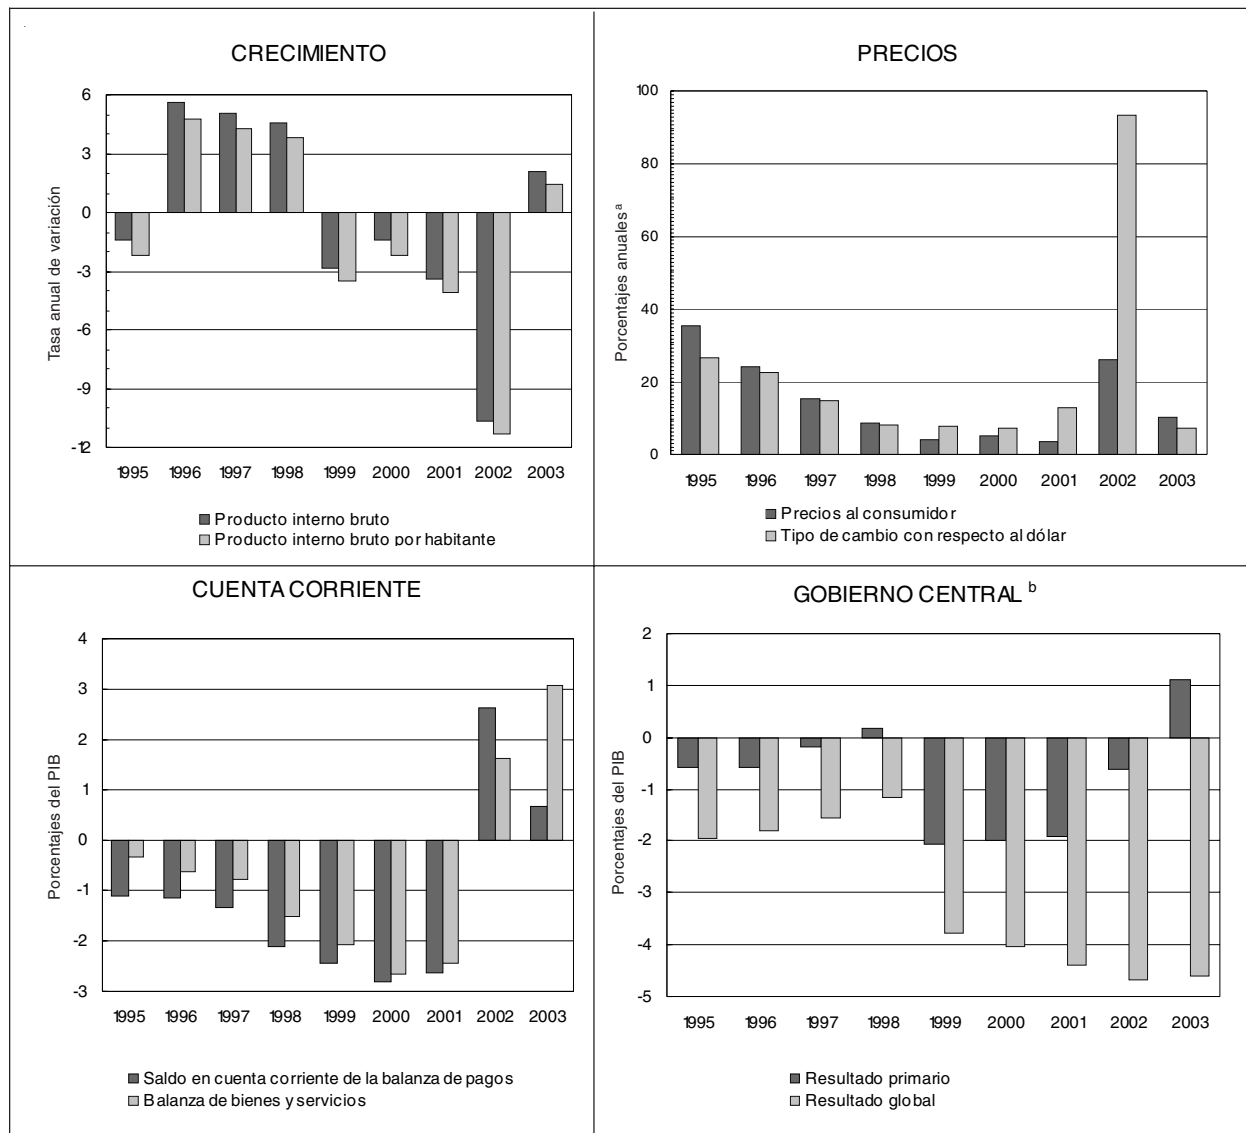 CRECIMIENTO
Tasa anual de variación
6
3
0
-3
-6
-9
-12
1995 1996 1997 1998 1999 2000 2001 2002 2003
Producto interno bruto
Producto interno bruto por habitante
PRECIOS
Porcentajes anuales a
100
80
60
40
20
0
1995 1996 1997 1998 1999 2000 2001 2002 2003
Precios al consumidor
Tipo de cambio con respecto al dólar
CUENTA CORRIENTE
Porcentajes del PIB
4
3
2
1
0
-1
-2
-3
1995 1996 1997 1998 1999 2000 2001 2002 2003
Saldo en cuenta corriente de la balanza de pagos
Balanza de bienes y servicios
GOBIERNO CENTRAL b
Porcentajes del PIB
2
1
0
-1
-2
-3
-4
-5
1995 1996 1997 1998 1999 2000 2001 2002 2003
Resultado primario
Resultado global